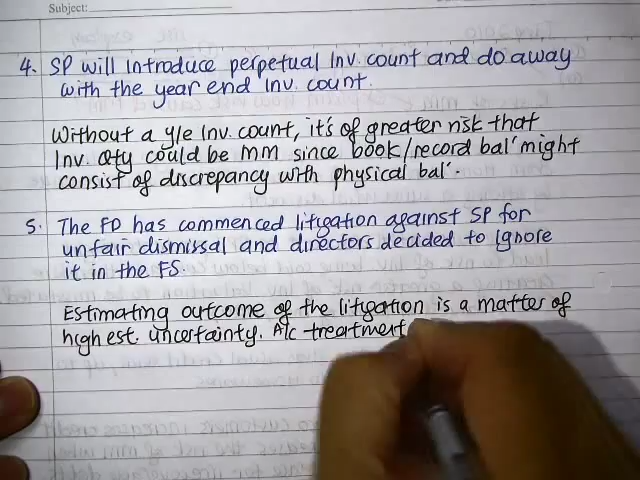 Subject:
4. SP will introduce perpetual Inv. count and do away
with the year end Inv. count.
Without a y/e Inv. count, it's of greater risk that
Inv. qty could be MM since book/record bal' might
consist of discrepancy with physical bal'.
5. The FD has commenced litigation against SP for
unfair dismissal and directors decided to ignore
it in the FS.
Estimating outcome of the litigation is a matter of
high est. uncertainty. A/c treatment